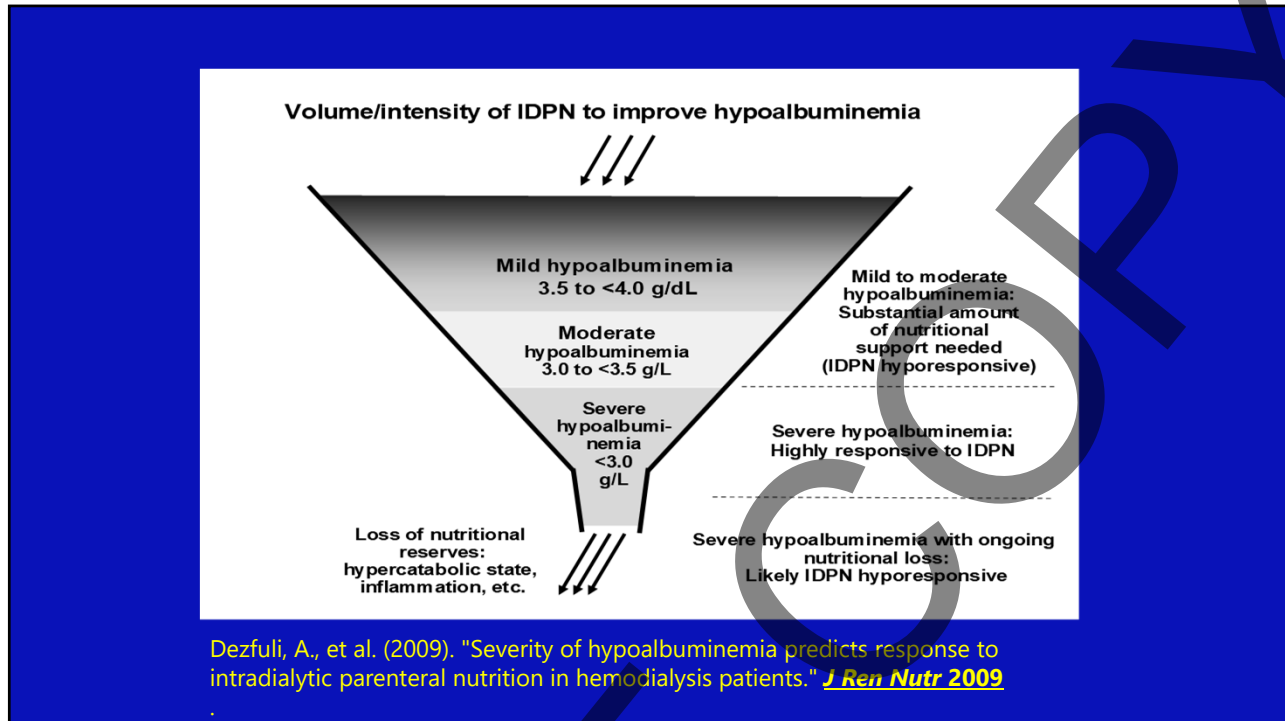 Volume/intensity of IDPN to improve hypoalbuminemia
Mild hypoalbuminemia
3.5 to <4.0 g/dL
Moderate
hypoalbuminemia
3.0 to <3.5 g/L
Severe
hypoalbumi-
nemia
<3.0
g/L
Mild to moderate
hypoalbuminemia:
Substantial amount
of nutritional
support needed
(IDPN hyporesponsive)
Severe hypoalbuminemia:
Highly responsive to IDPN
Loss of nutritional
reserves:
hypercatabolic state,
inflammation, etc.
Severe hypoalbuminemia with ongoing
nutritional loss:
Likely IDPN hyporesponsive
Dezfuli, A., et al. (2009). "Severity of hypoalbuminemia predicts response to
intradialytic parenteral nutrition in hemodialysis patients." J Ren Nutr 2009
.
COPY